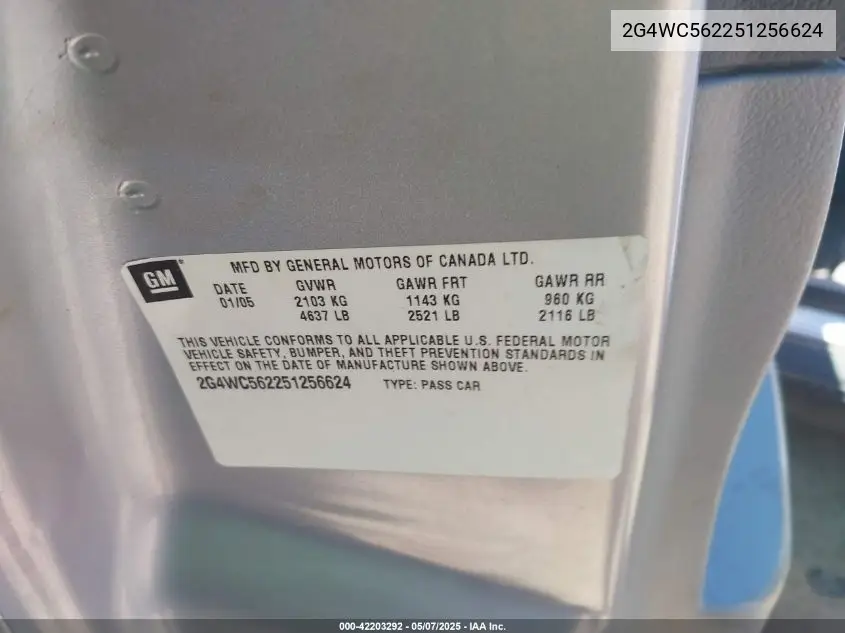 2G4WC562251256624
GM
MFD BY GENERAL MOTORS OF CANADA LTD.
DATE GVWR GAWR FRT GAWR RR
01/05 2103 KG 1143 KG 960 KG
4637 LB 2521 LB 2116 LB
THIS VEHICLE CONFORMS TO ALL APPLICABLE U.S. FEDERAL MOTOR
VEHICLE SAFETY, BUMPER, AND THEFT PREVENTION STANDARDS IN
EFFECT ON THE DATE OF MANUFACTURE SHOWN ABOVE.
2G4WC562251256624 TYPE: PASS CAR
000-42203292 - 05/07/2025 - IAA Inc.